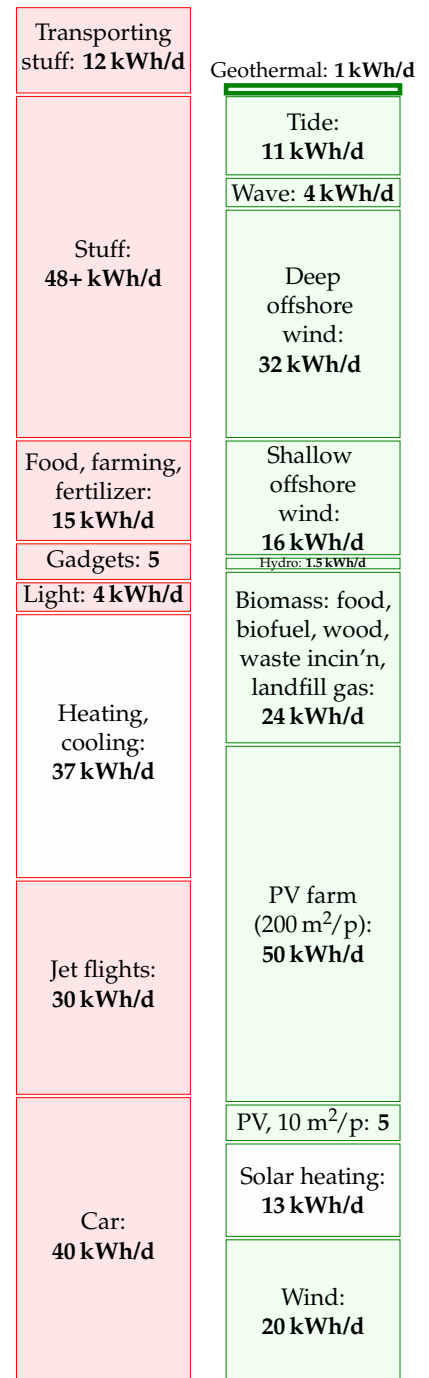 Transporting
stuff: 12 kWh/d
Stuff:
48+ kWh/d
Food, farming,
fertilizer:
15 kWh/d
Gadgets: 5
Light: 4 kWh/d
Heating,
cooling:
37 kWh/d
Jet flights:
30 kWh/d
Car:
40 kWh/d
Geothermal: 1 kWh/d
Tide:
11 kWh/d
Wave: 4 kWh/d
Deep
offshore
wind:
32 kWh/d
Shallow
offshore
wind:
16 kWh/d
Hydro: 1.5 kWh/d
Biomass: food,
biofuel, wood,
waste incin’n,
landfill gas:
24 kWh/d
PV farm
(200 m²/p):
50 kWh/d
PV, 10 m²/p: 5
Solar heating:
13 kWh/d
Wind:
20 kWh/d